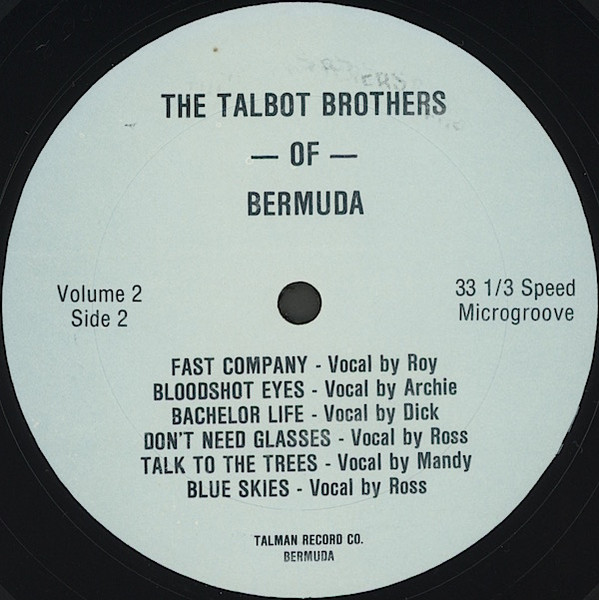 THE TALBOT BROTHERS
— OF —
BERMUDA
Volume 2
Side 2
33 1/3 Speed
Microgroove
FAST COMPANY - Vocal by Roy
BLOODSHOT EYES - Vocal by Archie
BACHELOR LIFE - Vocal by Dick
DON'T NEED GLASSES - Vocal by Ross
TALK TO THE TREES - Vocal by Mandy
BLUE SKIES - Vocal by Ross
TALMAN RECORD CO.
BERMUDA